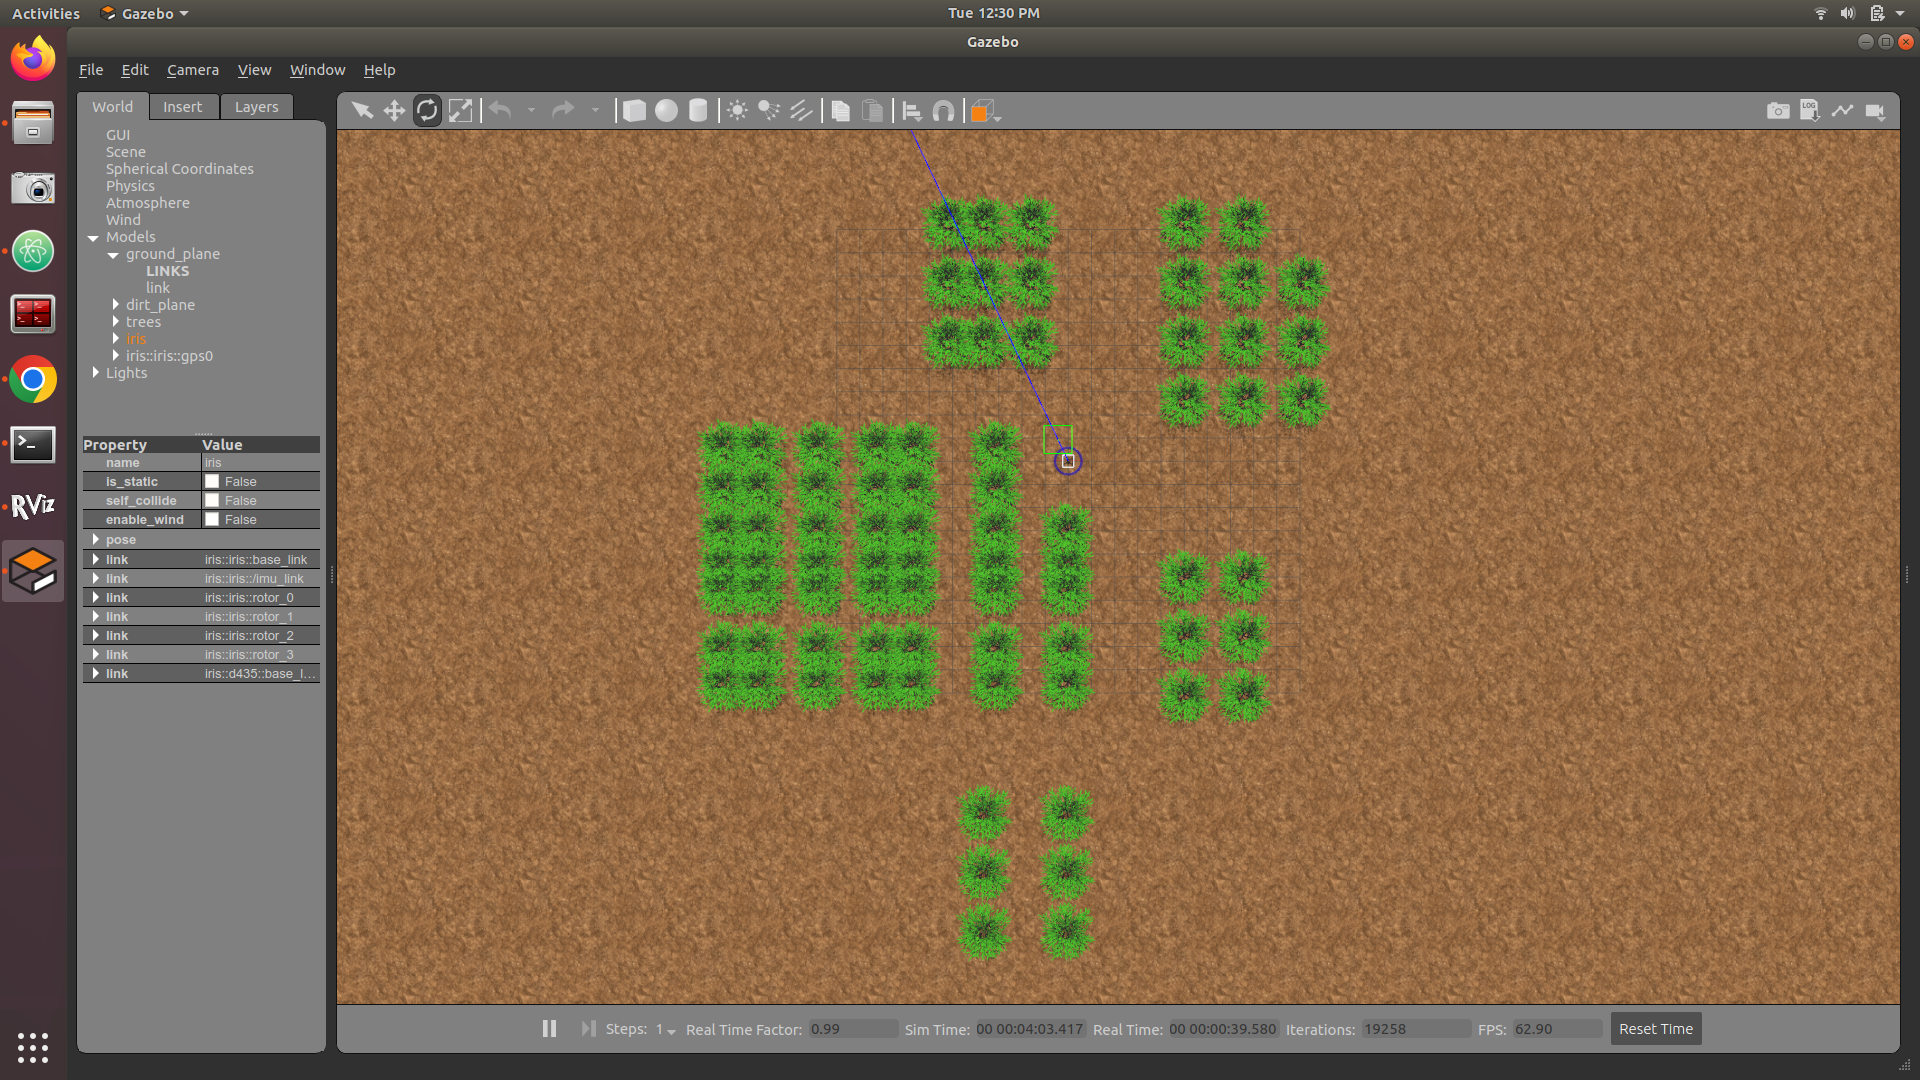 Activities Gazebo Tue 12:30 PM
Gazebo
File Edit Camera View Window Help
World Insert Layers
LOG
GUI
Scene
Spherical Coordinates
Physics
Atmosphere
Wind
Models
ground_plane
LINKS
link
dirt_plane
trees
iris
iris::iris::gps0
Lights
RViz
Property Value
name iris
is_static False
self_collide False
enable_wind False
pose
link iris::iris::base_link
link iris::iris::/imu_link
link iris::iris::rotor_0
link iris::iris::rotor_1
link iris::iris::rotor_2
link iris::iris::rotor_3
link iris::d435::base_l...
Steps: 1 Real Time Factor: 0.99 Sim Time: 00 00:04:03.417 Real Time: 00 00:00:39.580 Iterations: 19258 FPS: 62.90 Reset Time